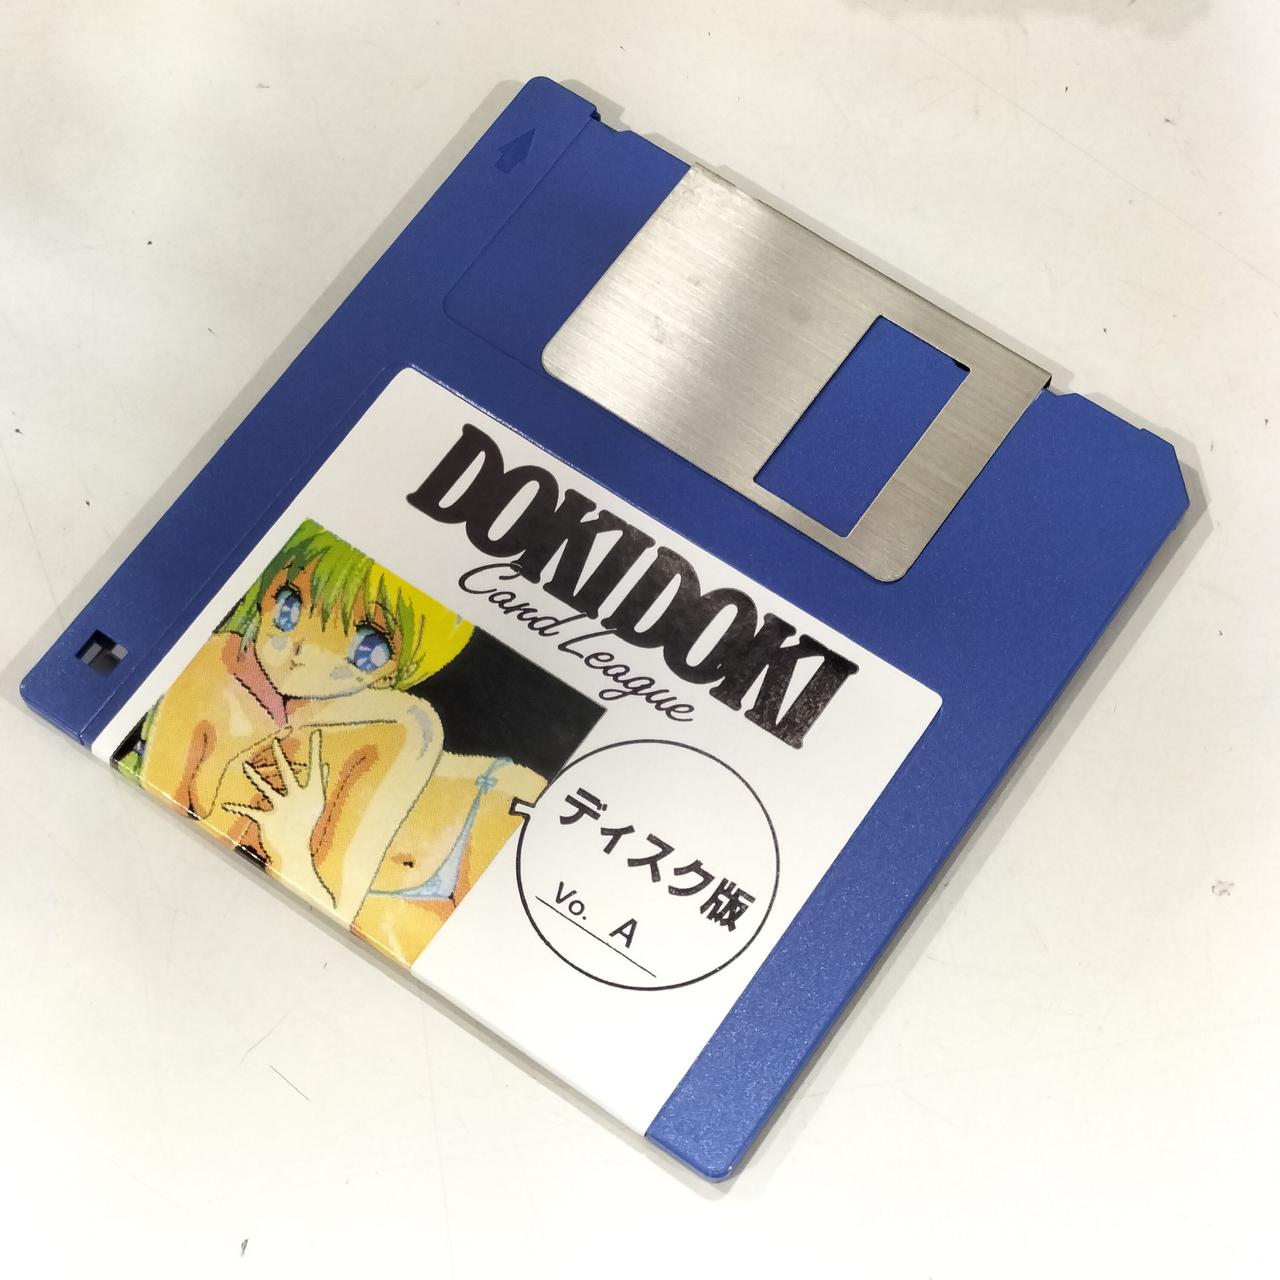 DOKIDOKI
Card League
ディスク版
Vo. A